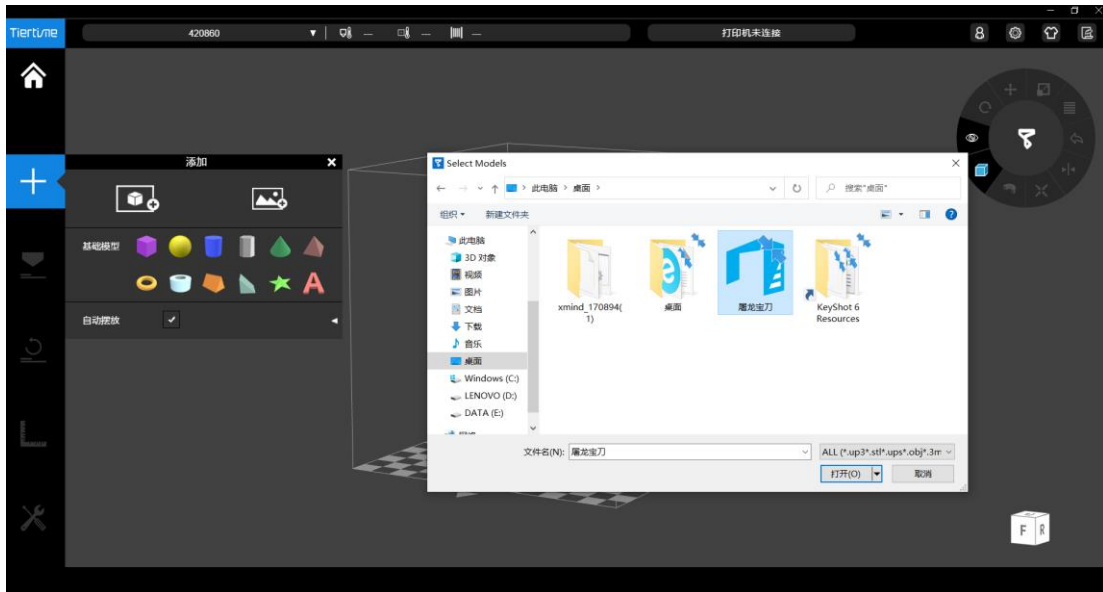 Tiertime
420860
打印机未连接
添加
基础模型
A
自动摆放
Select Models
此电脑 > 桌面 >
搜索"桌面"
组织 新建文件夹
此电脑
3D 对象
视频
图片
文档
下载
音乐
桌面
Windows (C:)
LENOVO (D:)
DATA (E:)
xmind_170894(
1)
桌面
屠龙宝刀
KeyShot 6
Resources
文件名(N): 屠龙宝刀
ALL (*.up3*.stl*.ups*.obj*.3m
打开(O) 取消
F R